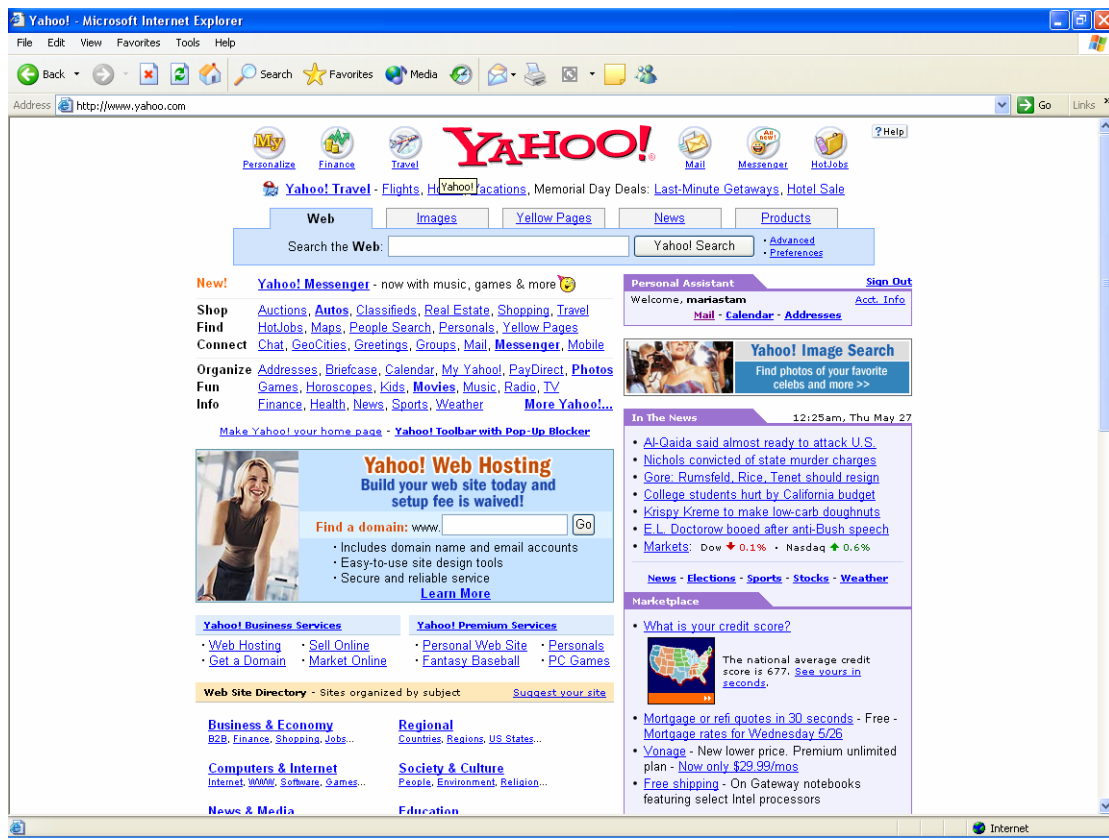 Yahoo! - Microsoft Internet Explorer
File Edit View Favorites Tools Help
Back Search Favorites Media
Address http://www.yahoo.com Go Links »
My YAHOO! All new! ?Help
Personalize Finance Travel Mail Messenger HotJobs
Yahoo! Travel - Flights, Ho Yahoo! Vacations, Memorial Day Deals: Last-Minute Getaways, Hotel Sale
Web Images Yellow Pages News Products
Search the Web: Yahoo! Search · Advanced
· Preferences
New! Yahoo! Messenger - now with music, games & more
Shop Auctions, Autos, Classifieds, Real Estate, Shopping, Travel
Find HotJobs, Maps, People Search, Personals, Yellow Pages
Connect Chat, GeoCities, Greetings, Groups, Mail, Messenger, Mobile
Organize Addresses, Briefcase, Calendar, My Yahoo!, PayDirect, Photos
Fun Games, Horoscopes, Kids, Movies, Music, Radio, TV
Info Finance, Health, News, Sports, Weather More Yahoo!...
Make Yahoo! your home page - Yahoo! Toolbar with Pop-Up Blocker
Yahoo! Web Hosting
Build your web site today and
setup fee is waived!
Find a domain: www. Go
· Includes domain name and email accounts
· Easy-to-use site design tools
· Secure and reliable service
Learn More
Yahoo! Business Services Yahoo! Premium Services
· Web Hosting · Sell Online · Personal Web Site · Personals
· Get a Domain · Market Online · Fantasy Baseball · PC Games
Web Site Directory - Sites organized by subject Suggest your site
Business & Economy Regional
B2B, Finance, Shopping, Jobs... Countries, Regions, US States...
Computers & Internet Society & Culture
Internet, WWW, Software, Games... People, Environment, Religion...
News & Media Education
Personal Assistant Sign Out
Welcome, mariastam Acct. Info
Mail - Calendar - Addresses
Yahoo! Image Search
Find photos of your favorite
celebs and more >>
In The News 12:25am, Thu May 27
• Al-Qaida said almost ready to attack U.S.
• Nichols convicted of state murder charges
• Gore: Rumsfeld, Rice, Tenet should resign
• College students hurt by California budget
• Krispy Kreme to make low-carb doughnuts
• E.L. Doctorow booed after anti-Bush speech
• Markets: Dow 0.1% · Nasdaq 0.6%
News - Elections - Sports - Stocks - Weather
Marketplace
• What is your credit score?
The national average credit
score is 677. See yours in
seconds.
• Mortgage or refi quotes in 30 seconds - Free -
Mortgage rates for Wednesday 5/26
• Vonage - New lower price. Premium unlimited
plan - Now only $29.99/mos
• Free shipping - On Gateway notebooks
featuring select Intel processors
Internet